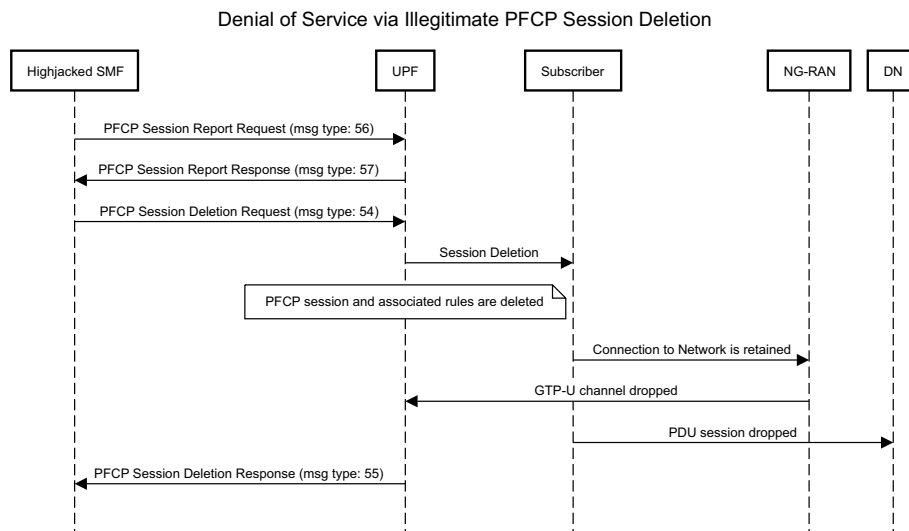 Denial of Service via Illegitimate PFCP Session Deletion
Highjacked SMF
UPF
Subscriber
NG-RAN
DN
PFCP Session Report Request (msg type: 56)
PFCP Session Report Response (msg type: 57)
PFCP Session Deletion Request (msg type: 54)
Session Deletion
PFCP session and associated rules are deleted
Connection to Network is retained
GTP-U channel dropped
PDU session dropped
PFCP Session Deletion Response (msg type: 55)